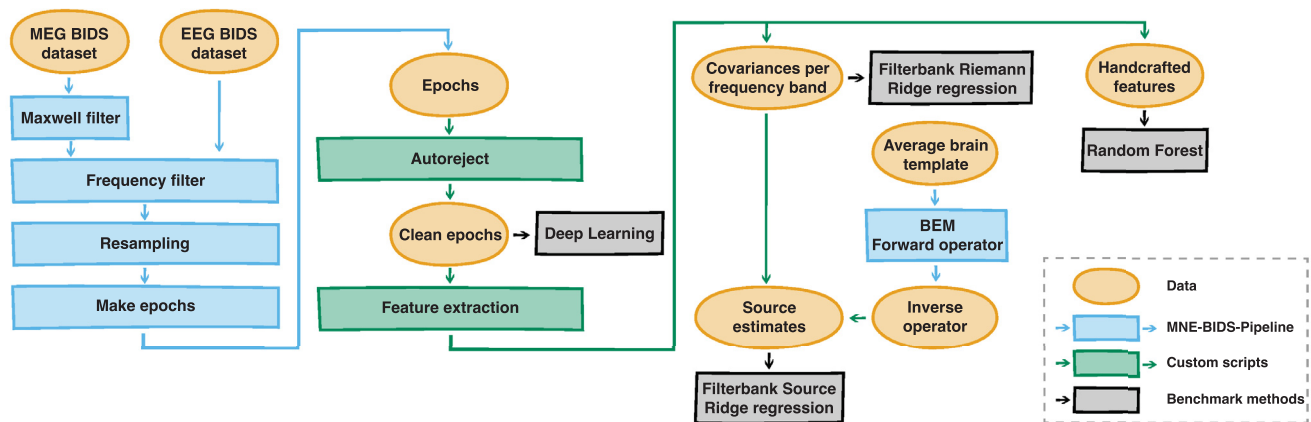 MEG BIDS
dataset
EEG BIDS
dataset
Maxwell filter
Frequency filter
Resampling
Make epochs
Epochs
Autoreject
Clean epochs
Deep Learning
Feature extraction
Covariances per
frequency band
Filterbank Riemann
Ridge regression
Handcrafted
features
Random Forest
Average brain
template
BEM
Forward operator
Inverse
operator
Source
estimates
Filterbank Source
Ridge regression
Data
MNE-BIDS-Pipeline
Custom scripts
Benchmark methods